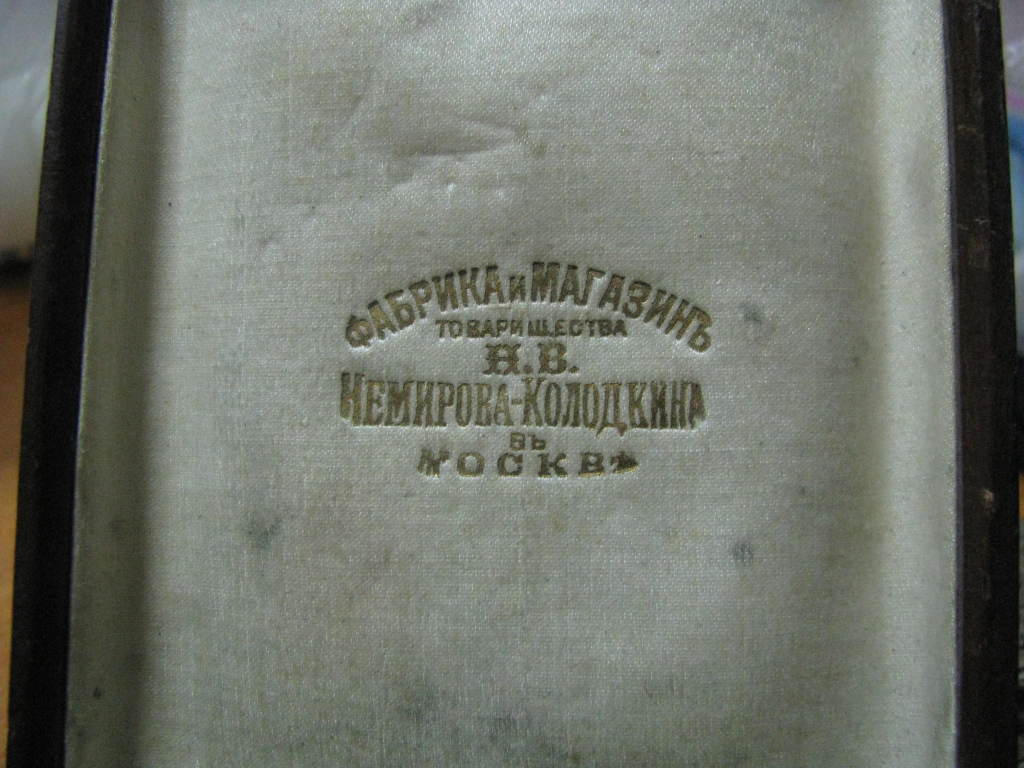 ФАБРИКА и МАГАЗИНЪ
ТОВАРИЩЕСТВА
Н.В.
НЕМИРОВА-КОЛОДКИНА
ВЪ
МОСКВѢ